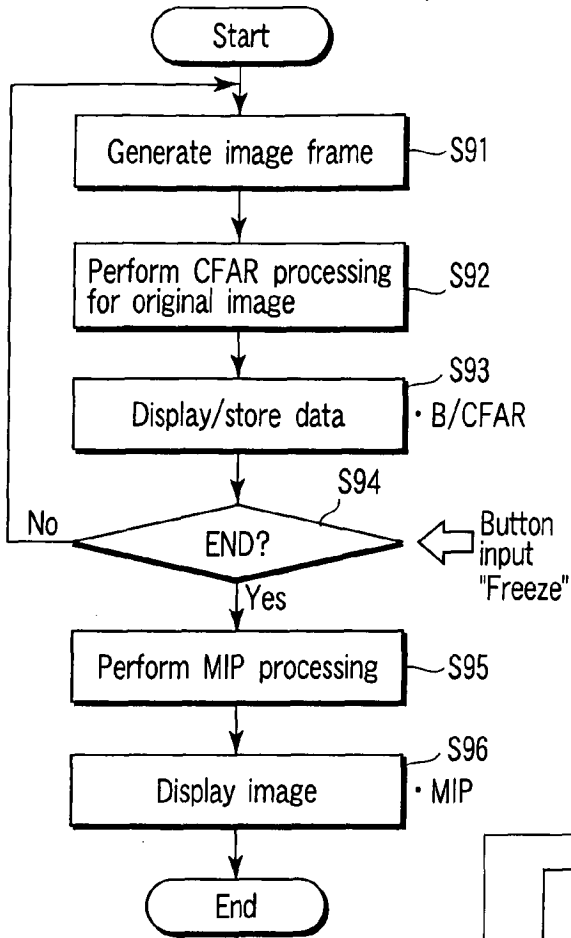 Start
Generate image frame
S91
Perform CFAR processing
for original image
S92
S93
Display/store data
· B/CFAR
S94
No
END?
Button
input
"Freeze"
Yes
Perform MIP processing
S95
S96
Display image
· MIP
End